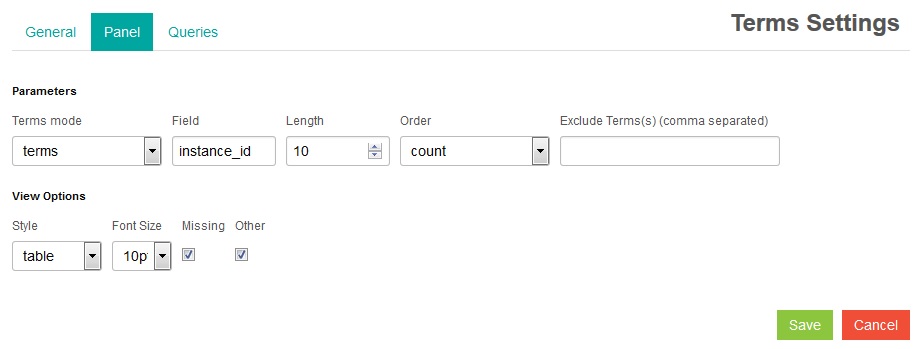 General Panel Queries Terms Settings
Parameters
Terms mode Field Length Order Exclude Terms(s) (comma separated)
terms instance_id 10 count
View Options
Style Font Size Missing Other
table 10p
Save Cancel